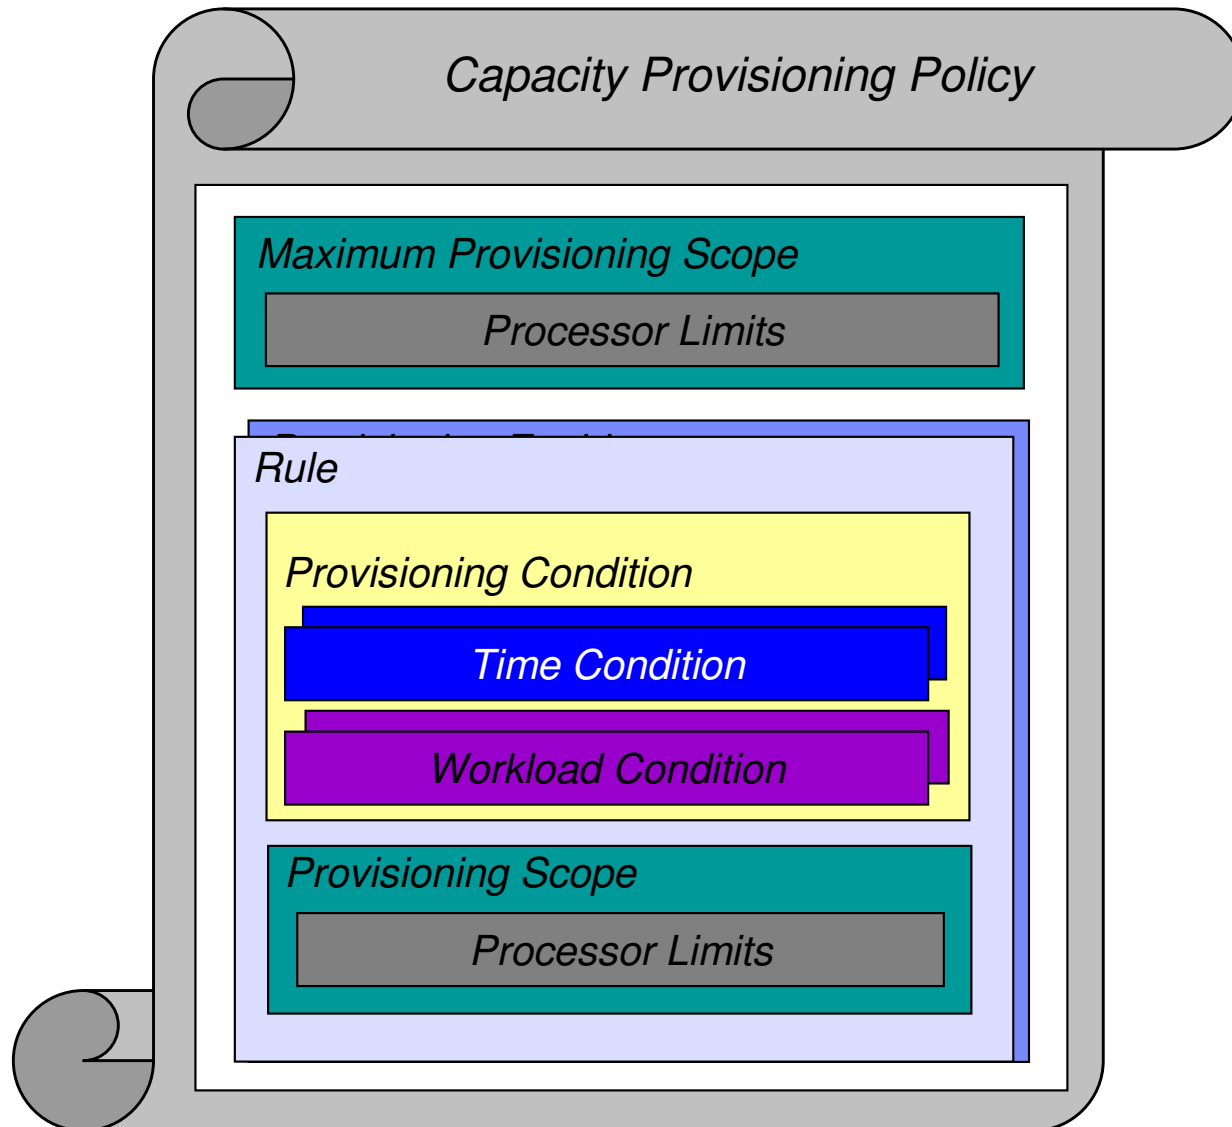 Capacity Provisioning Policy
Maximum Provisioning Scope
Processor Limits
Rule
Provisioning Condition
Time Condition
Workload Condition
Provisioning Scope
Processor Limits